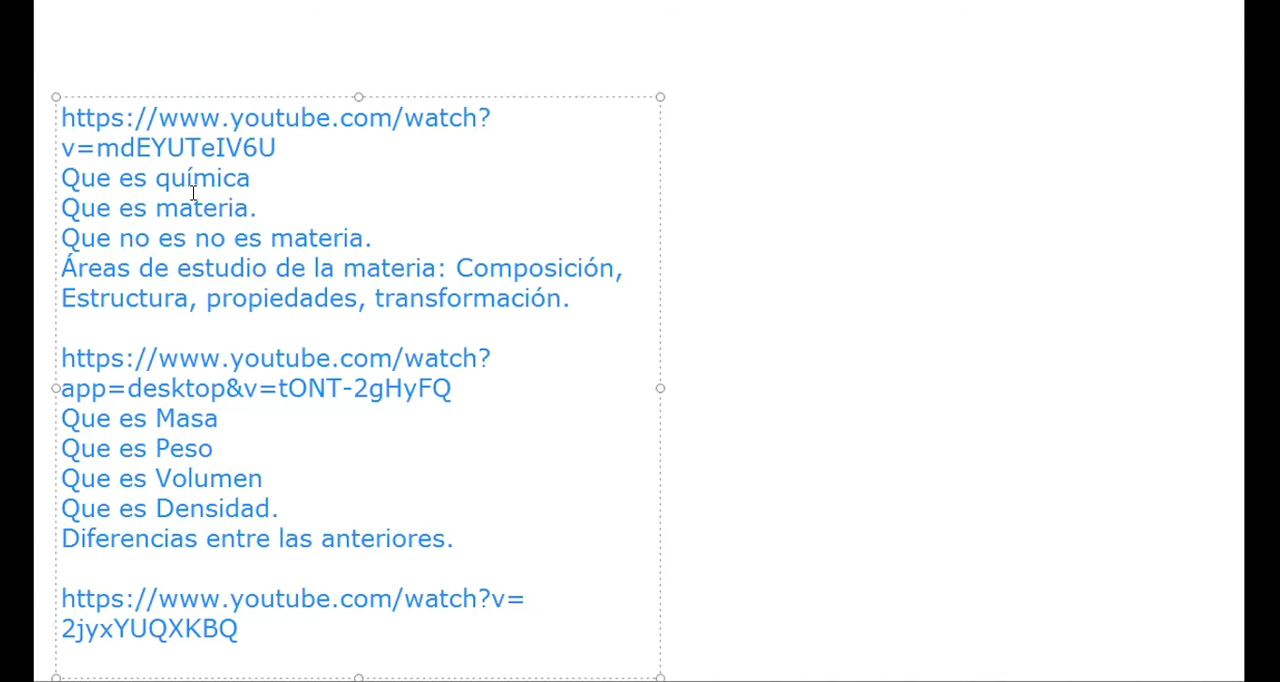 https://www.youtube.com/watch?
v=mdEYUTeIV6U
Que es química
Que es materia.
Que no es no es materia.
Áreas de estudio de la materia: Composición,
Estructura, propiedades, transformación.
https://www.youtube.com/watch?
app=desktop&v=tONT-2gHyFQ
Que es Masa
Que es Peso
Que es Volumen
Que es Densidad.
Diferencias entre las anteriores.
https://www.youtube.com/watch?v=
2jyxYUQXKBQ